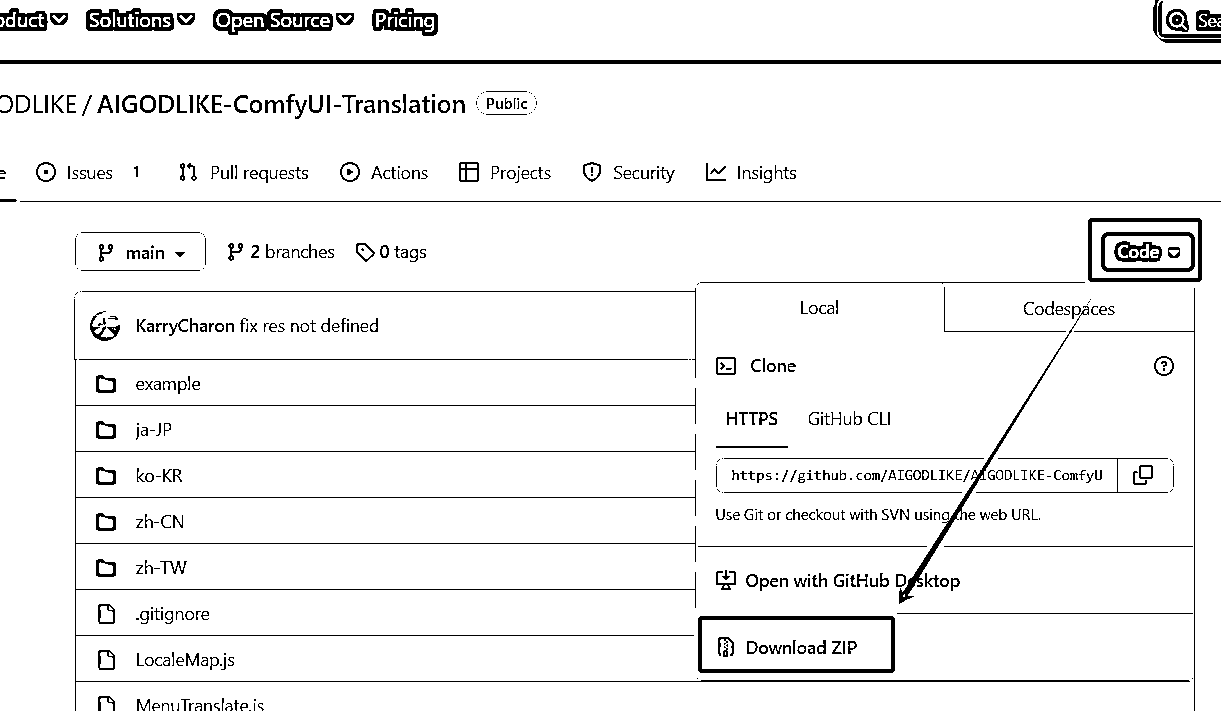 Solutions Open Source Pricing
/ AIGODLIKE-ComfyUI-Translation Public
Issues 1 Pull requests Actions Projects Security Insights
main 2 branches 0 tags Code
Local Codespaces
KarryCharon fix res not defined
Clone
example
HTTPS GitHub CLI
ja-JP
https://github.com/AIGODLIKE/AIGODLIKE-ComfyU
ko-KR
Use Git or checkout with SVN using the web URL.
zh-CN
zh-TW
Open with GitHub Desktop
.gitignore
Download ZIP
LocaleMap.js
MenuTranslate.js